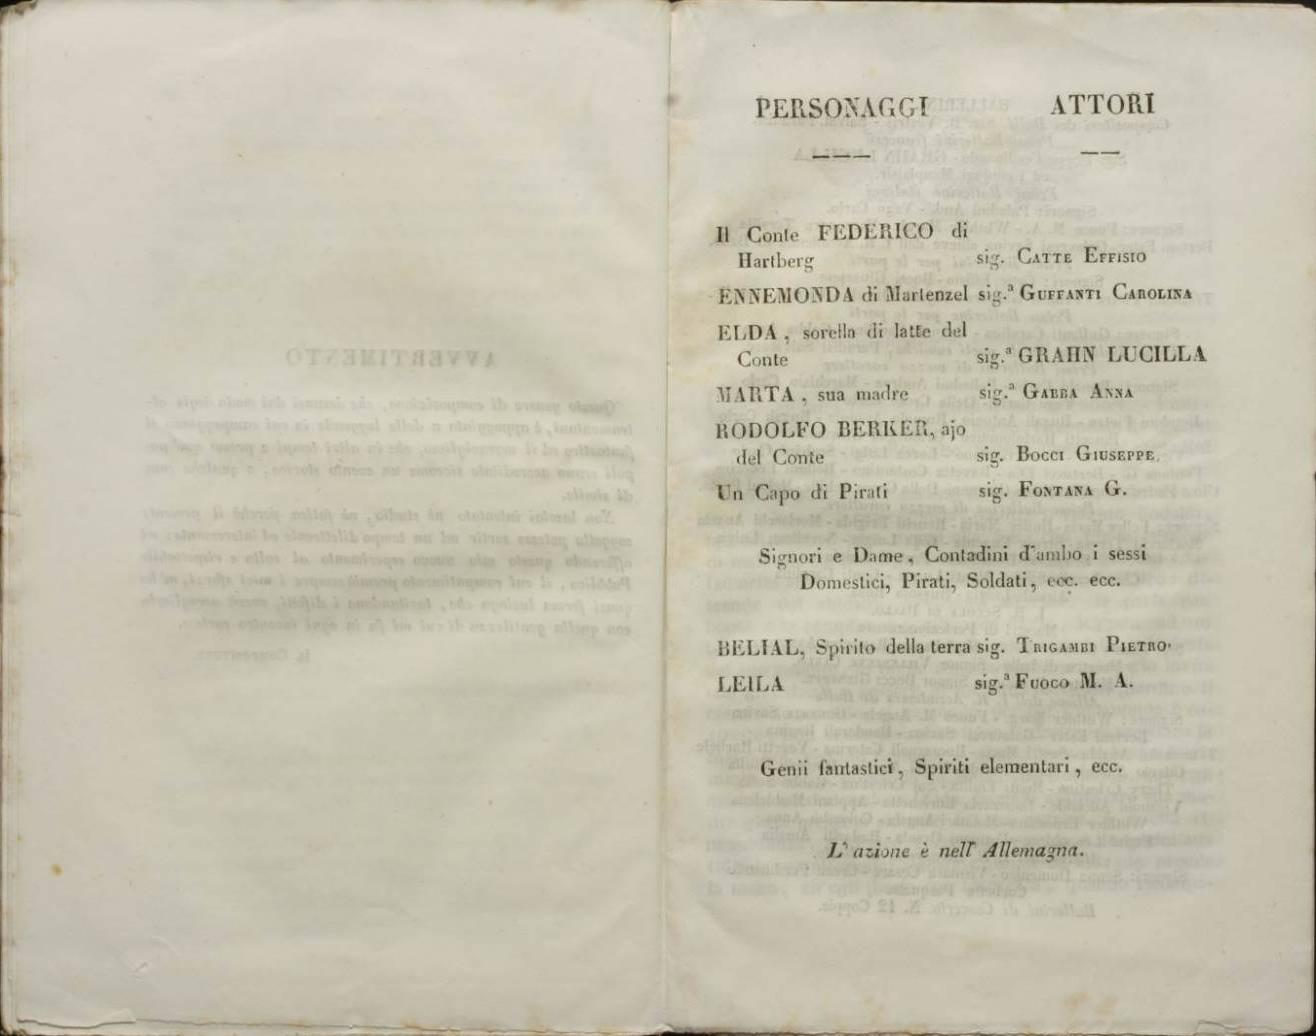 PERSONAGGI ATTORI
Il Conte FEDERICO di
Hartberg sig. CATTE EFFISIO
ENNEMONDA di Martenzel sig.ª GUFFANTI CAROLINA
ELDA, sorella di latte del
Conte sig.ª GRAHN LUCILLA
MARTA, sua madre sig.ª GABBA ANNA
RODOLFO BERKER, ajo
del Conte sig. BOCCI GIUSEPPE.
Un Capo di Pirati sig. FONTANA G.
Signori e Dame, Contadini d'ambo i sessi
Domestici, Pirati, Soldati, ecc. ecc.
BELIAL, Spirito della terra sig. TRIGAMBI PIETRO.
LEILA sig.ª FUOCO M. A.
Genii fantastici, Spiriti elementari, ecc.
L'azione è nell'Allemagna.